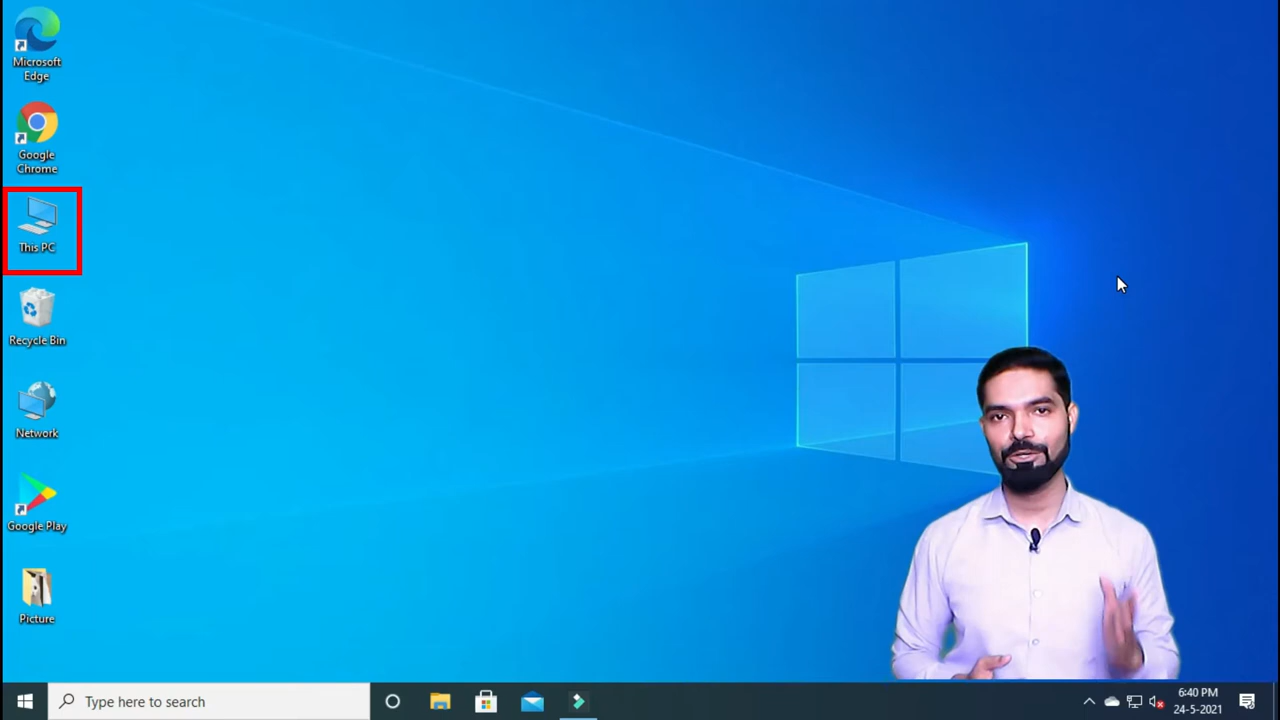 Microsoft
Edge
Google
Chrome
This PC
Recycle Bin
Network
Google Play
Picture
Type here to search
6:40 PM
24-5-2021